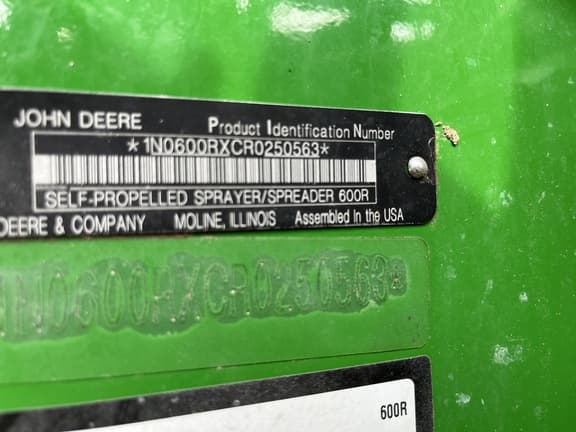 JOHN DEERE Product Identification Number
*1N0600RXCR0250563*
SELF-PROPELLED SPRAYER/SPREADER 600R
DEERE & COMPANY MOLINE, ILLINOIS Assembled in the USA
1N0600RXCR0250563
600R